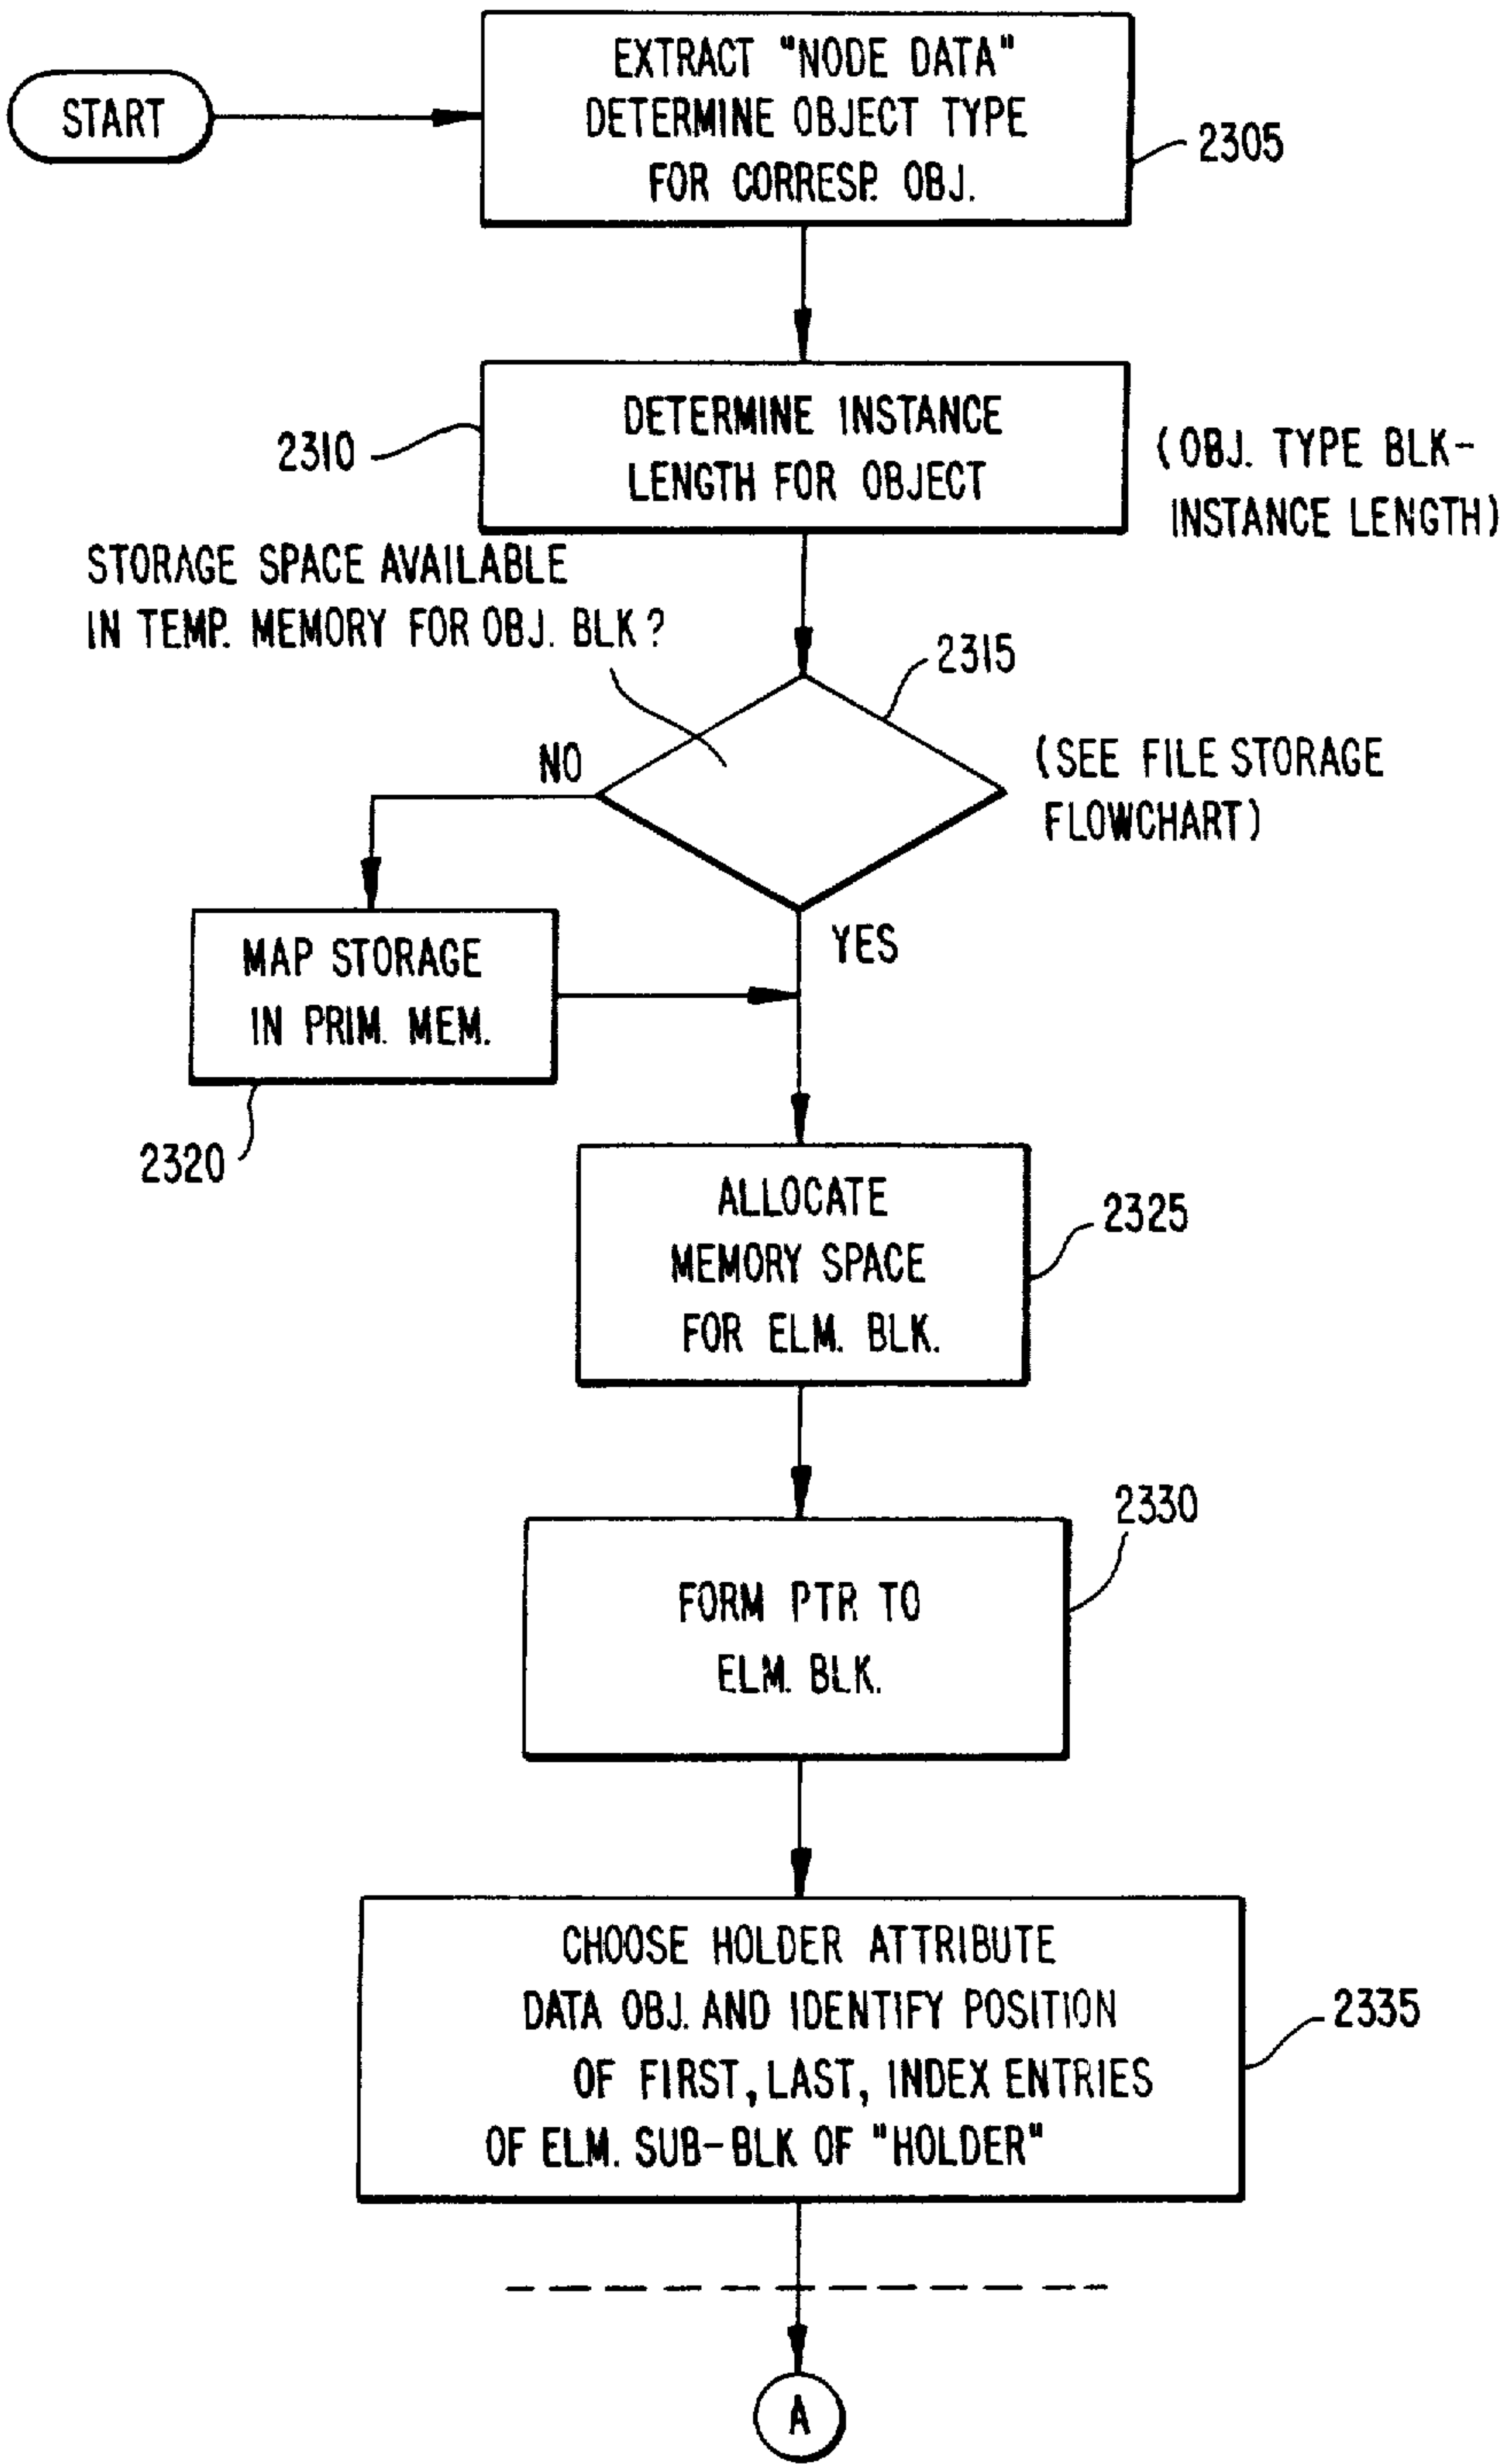 START
EXTRACT "NODE DATA"
DETERMINE OBJECT TYPE
FOR CORRESP. OBJ.
2305
2310
DETERMINE INSTANCE
LENGTH FOR OBJECT
(OBJ. TYPE BLK-
INSTANCE LENGTH)
STORAGE SPACE AVAILABLE
IN TEMP. MEMORY FOR OBJ. BLK?
2315
NO
(SEE FILE STORAGE
FLOWCHART)
YES
MAP STORAGE
IN PRIM. MEM.
2320
ALLOCATE
MEMORY SPACE
FOR ELM. BLK.
2325
2330
FORM PTR TO
ELM. BLK.
CHOOSE HOLDER ATTRIBUTE
DATA OBJ. AND IDENTIFY POSITION
OF FIRST, LAST, INDEX ENTRIES
OF ELM. SUB-BLK OF "HOLDER"
2335
A